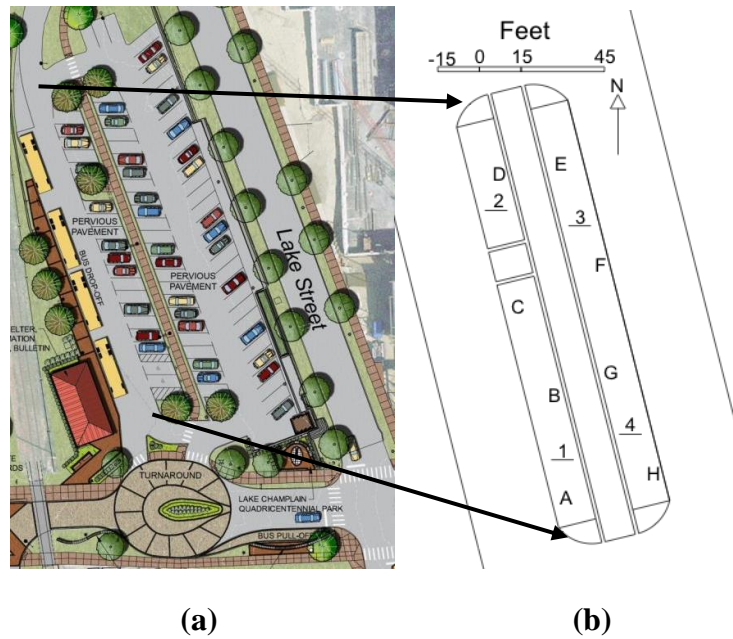 PERVIOUS
PAVEMENT
BUS DROP-OFF
PERVIOUS
PAVEMENT
Lake Street
BULLETIN
TURNAROUND
LAKE CHAMPLAIN
QUADRICENTENNIAL PARK
BUS PULL-OFF
(a)
Feet
-15 0 15 45
N
D
2
E
3
F
C
G
B
4
1
H
A
(b)